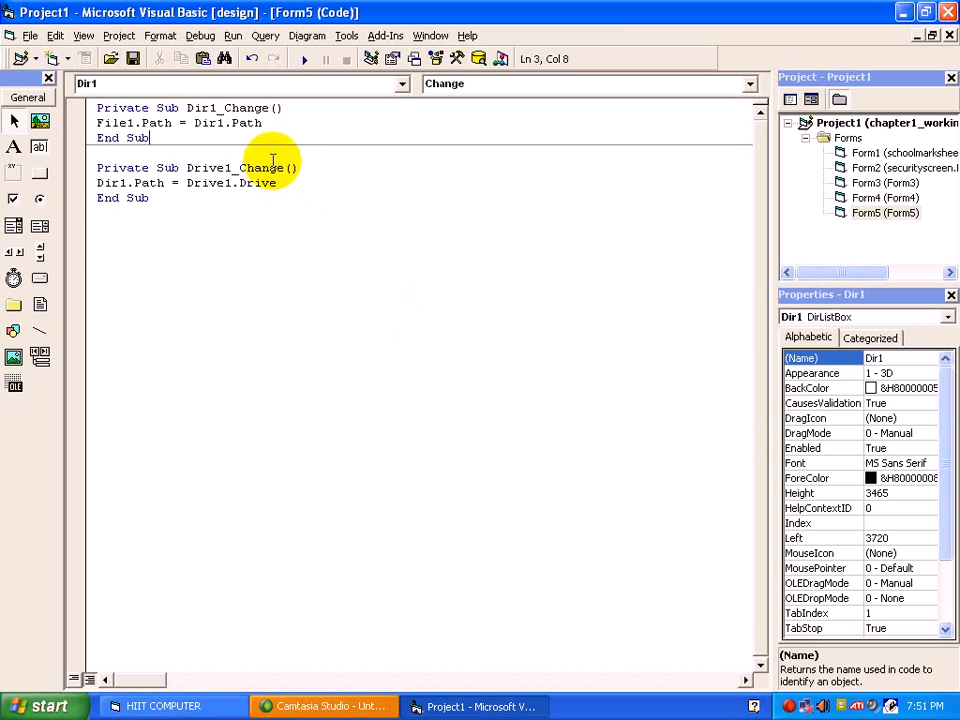 Project1 - Microsoft Visual Basic [design] - [Form5 (Code)]
File Edit View Project Format Debug Run Query Diagram Tools Add-Ins Window Help
Ln 3, Col 8
General
Dir1
Change
Private Sub Dir1_Change()
File1.Path = Dir1.Path
End Sub
Private Sub Drive1_Change()
Dir1.Path = Drive1.Drive
End Sub
A
ab|
xy
OLE
Project - Project1
Project1 (chapter1_workin
Forms
Form1 (schoolmarkshee
Form2 (securityscreen.
Form3 (Form3)
Form4 (Form4)
Form5 (Form5)
Properties - Dir1
Dir1 DirListBox
Alphabetic Categorized
(Name) Dir1
Appearance 1 - 3D
BackColor &H80000005
CausesValidation True
DragIcon (None)
DragMode 0 - Manual
Enabled True
Font MS Sans Serif
ForeColor &H80000008
Height 3465
HelpContextID 0
Index
Left 3720
MouseIcon (None)
MousePointer 0 - Default
OLEDragMode 0 - Manual
OLEDropMode 0 - None
TabIndex 1
TabStop True
(Name)
Returns the name used in code to
identify an object.
start
HIIT COMPUTER
Camtasia Studio - Unt...
Project1 - Microsoft V...
7:51 PM